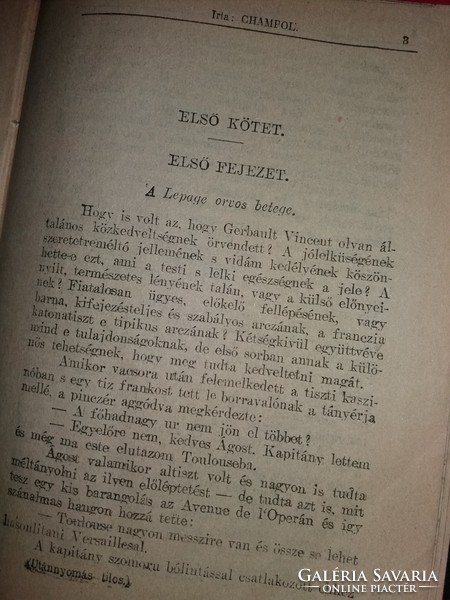 Irta: CHAMPOL. 3
ELSŐ KÖTET.
ELSŐ FEJEZET.
A Lepage orvos betege.
Hogy is volt az, hogy Gerbault Vincent olyan ál-
talános közkedveltségnek örvendett? A jólelküségének
szeretetreméltó jellemének s vidám kedélyének köszön-
hette-e ezt, ami a testi s lelki egészségnek a jele? A
nyilt, természetes lényének talán, vagy a külső előnyei-
nek? Fiatalosan ügyes, előkelő fellépésének, vagy
barna, kifejezésteljes és szabályos arczának, a franczia
katonatiszt e tipikus arczának? Kétségkivül együttvéve
mind e tulajdonságoknak, de első sorban annak a külö-
nös tehetségnek, hogy meg tudta kedveltetni magát.
Amikor vacsora után felemelkedett a tiszti kaszi-
nóban s egy tiz frankost tett le borravalónak a tányérja
mellé, a pinczér aggódva megkérdezte:
— A főhadnagy ur nem jön el többet?
— Egyelőre nem, kedves Ágost. Kapitány lettem
és még ma este elutazom Toulouseba.
Ágost valamikor altiszt volt és nagyon is tudta
méltányolni az ilyen előléptetést — de tudta azt is, mit
tesz egy kis barangolás az Avenue de l'Operán és igy
szánalmas hangon hozzá tette:
— Toulouse nagyon messzire van és össze se lehet
hasonlitani Versaillesal.
A kapitány szomoru bólintással csatlakozott
(Utánnyomás tilos.)
GALÉRIA SAVARIA
ONLINE PIACTÉR